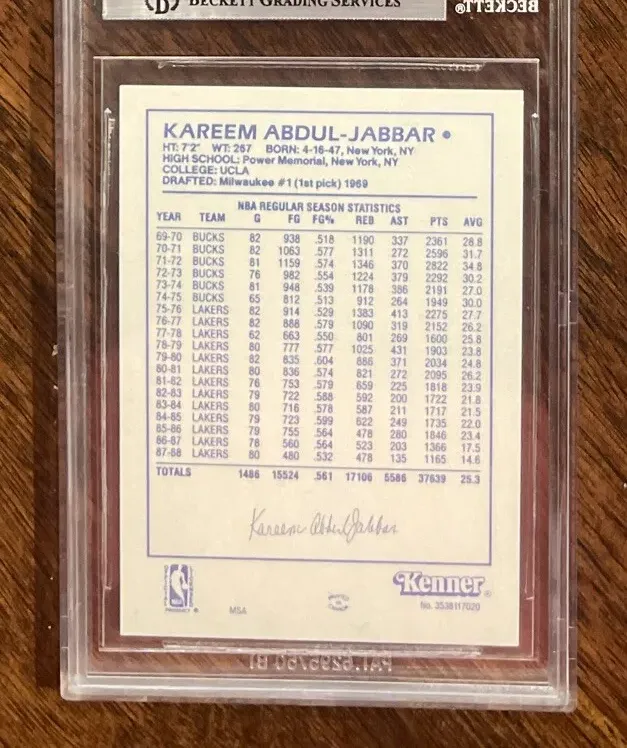 BECKETT GRADING SERVICES
BECKETT®
KAREEM ABDUL-JABBAR •
HT: 7'2" WT: 267 BORN: 4-16-47, New York, NY
HIGH SCHOOL: Power Memorial, New York, NY
COLLEGE: UCLA
DRAFTED: Milwaukee #1 (1st pick) 1969
NBA REGULAR SEASON STATISTICS
YEAR TEAM G FG FG% REB AST PTS AVG
69-70 BUCKS 82 938 .518 1190 337 2361 28.8
70-71 BUCKS 82 1063 .577 1311 272 2596 31.7
71-72 BUCKS 81 1159 .574 1346 370 2822 34.8
72-73 BUCKS 76 982 .554 1224 379 2292 30.2
73-74 BUCKS 81 948 .539 1178 386 2191 27.0
74-75 BUCKS 65 812 .513 912 264 1949 30.0
75-76 LAKERS 82 914 .529 1383 413 2275 27.7
76-77 LAKERS 82 888 .579 1090 319 2152 26.2
77-78 LAKERS 62 663 .550 801 269 1600 25.8
78-79 LAKERS 80 777 .577 1025 431 1903 23.8
79-80 LAKERS 82 835 .604 886 371 2034 24.8
80-81 LAKERS 80 836 .574 821 272 2095 26.2
81-82 LAKERS 76 753 .579 659 225 1818 23.9
82-83 LAKERS 79 722 .588 592 200 1722 21.8
83-84 LAKERS 80 716 .578 587 211 1717 21.5
84-85 LAKERS 79 723 .599 622 249 1735 22.0
85-86 LAKERS 79 755 .564 478 280 1846 23.4
86-87 LAKERS 78 560 .564 523 203 1366 17.5
87-88 LAKERS 80 480 .532 478 135 1165 14.6
TOTALS 1486 15524 .561 17106 5586 37639 25.3
Kareem Abdul-Jabbar
Kenner®
No. 3538117020
NBA
PRODUCT
MSA